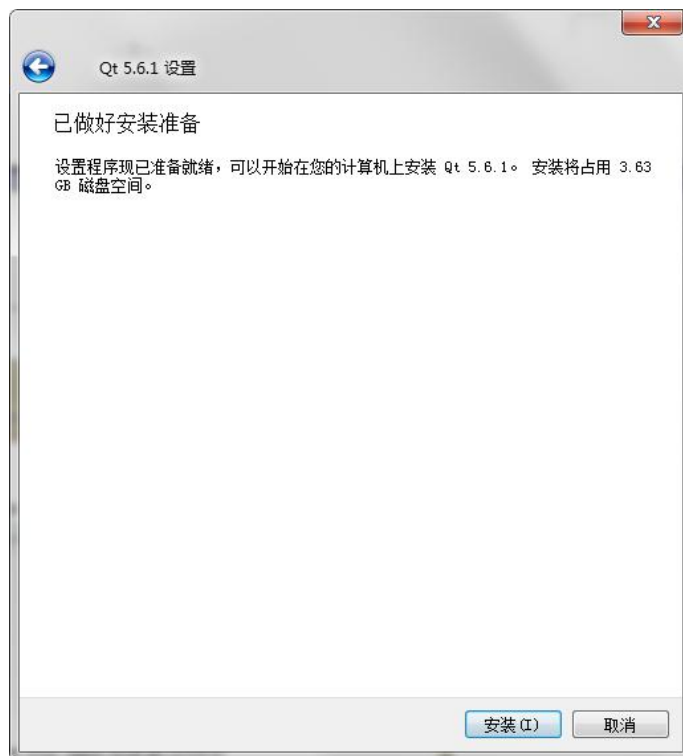 Qt 5.6.1 设置
已做好安装准备
设置程序现已准备就绪，可以开始在您的计算机上安装 Qt 5.6.1。 安装将占用 3.63
GB 磁盘空间。
安装(I)
取消